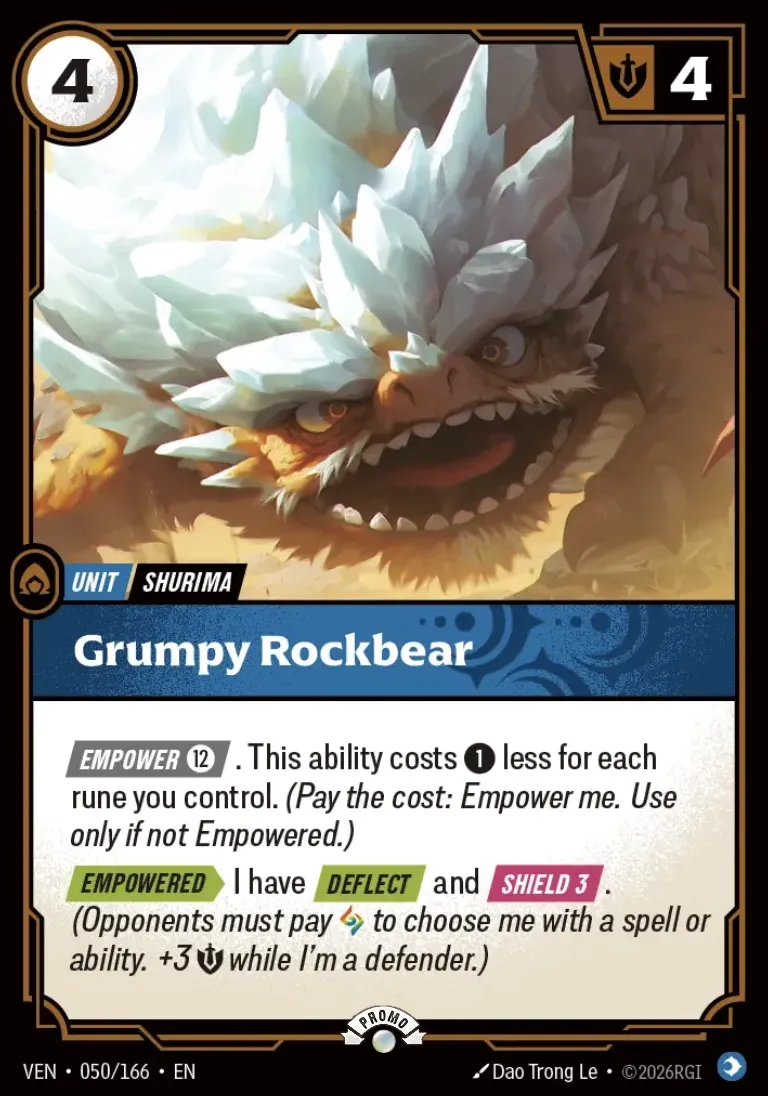 4
4
UNIT
SHURIMA
Grumpy Rockbear
EMPOWER 12 . This ability costs 1 less for each
rune you control. (Pay the cost: Empower me. Use
only if not Empowered.)
EMPOWERED I have DEFLECT and SHIELD 3 .
(Opponents must pay to choose me with a spell or
ability. +3 while I'm a defender.)
PROMO
VEN • 050/166 • EN
Dao Trong Le • ©2026RGI